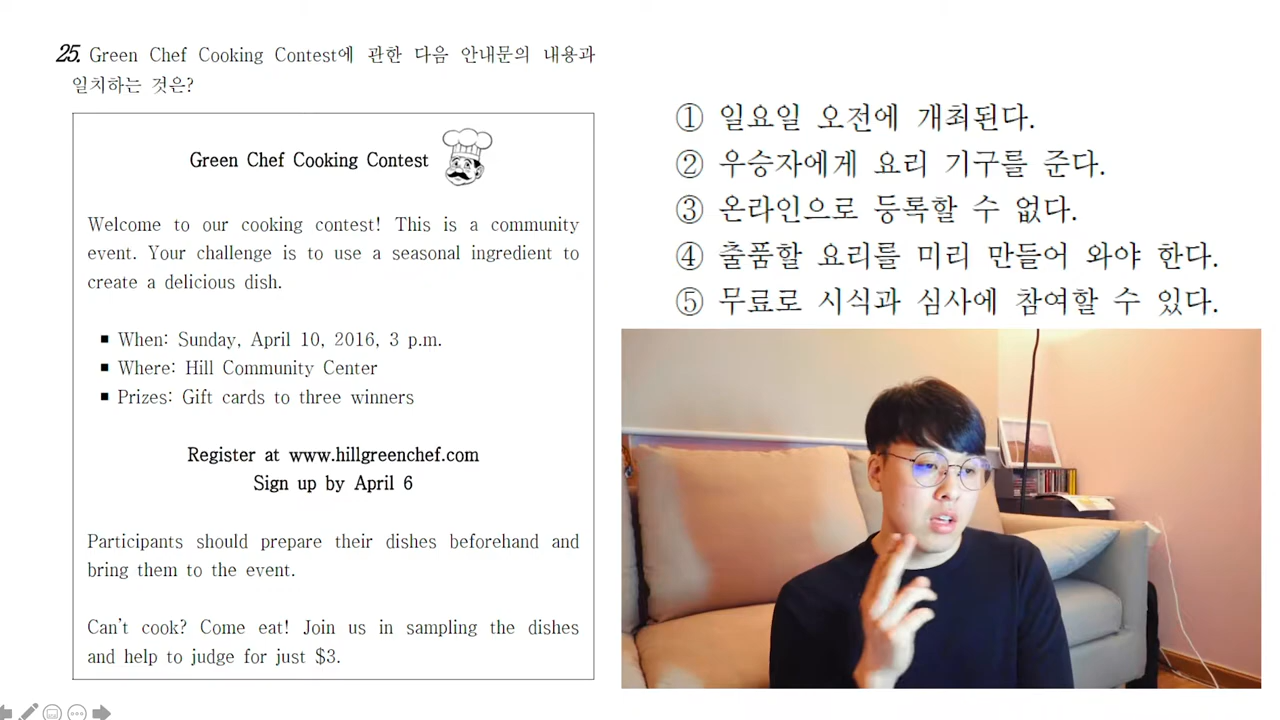 25. Green Chef Cooking Contest에 관한 다음 안내문의 내용과
일치하는 것은?
Green Chef Cooking Contest
Welcome to our cooking contest! This is a community
event. Your challenge is to use a seasonal ingredient to
create a delicious dish.
■ When: Sunday, April 10, 2016, 3 p.m.
■ Where: Hill Community Center
■ Prizes: Gift cards to three winners
Register at www.hillgreenchef.com
Sign up by April 6
Participants should prepare their dishes beforehand and
bring them to the event.
Can't cook? Come eat! Join us in sampling the dishes
and help to judge for just $3.
① 일요일 오전에 개최된다.
② 우승자에게 요리 기구를 준다.
③ 온라인으로 등록할 수 없다.
④ 출품할 요리를 미리 만들어 와야 한다.
⑤ 무료로 시식과 심사에 참여할 수 있다.